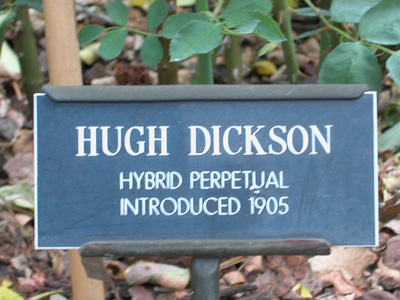 HUGH DICKSON
HYBRID PERPETUAL
INTRODUCED 1905